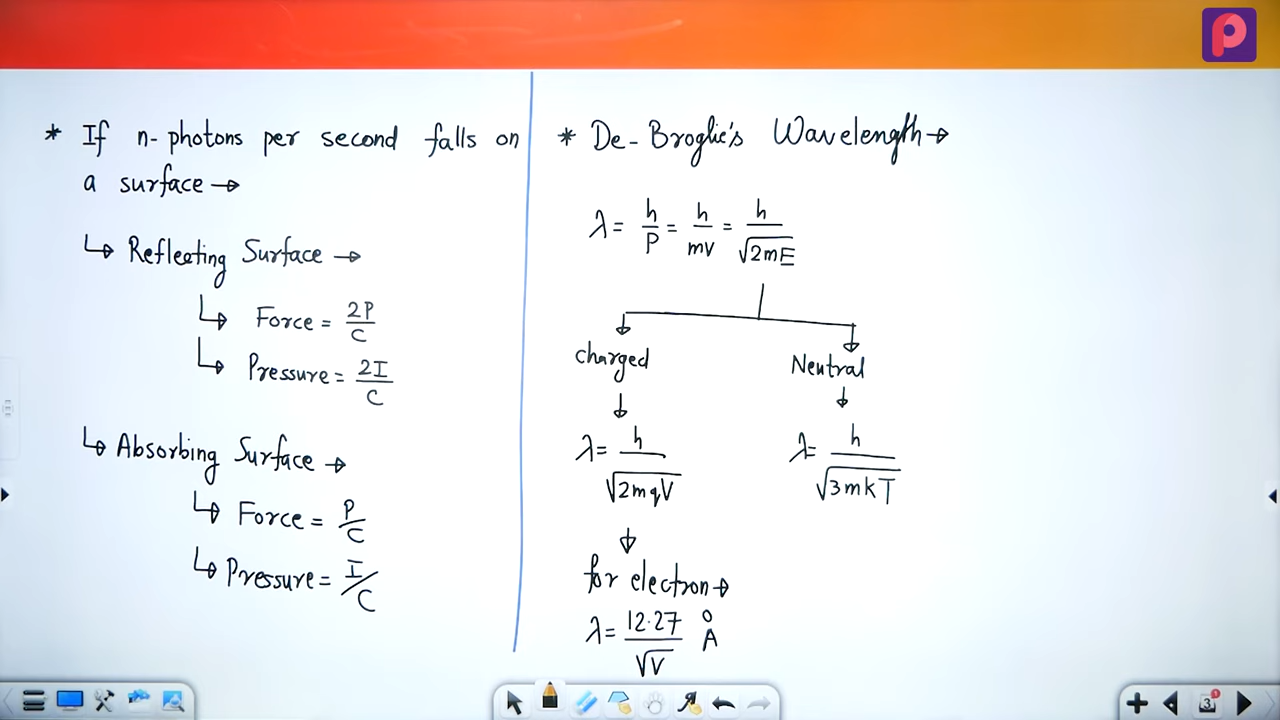 * If n- photons per second falls on
a surface →
↳ Reflecting Surface →
↳ Force = 2P/C
↳ Pressure = 2I/C
↳ Absorbing Surface →
↳ Force = P/C
↳ Pressure = I/C
* De-Broglie's Wavelength →
λ = h/P = h/mv = h/√2mE
Charged Neutral
λ = h/√2mqV λ = h/√3mkT
for electron →
λ = 12.27/√V Å
3